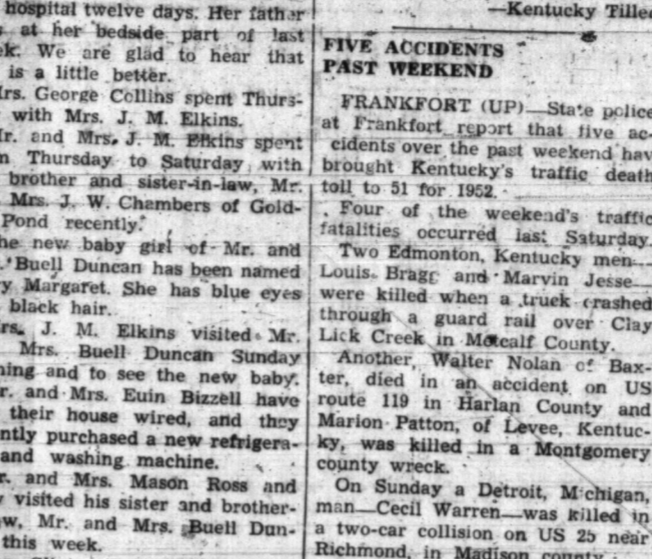 hospital twelve days. Her father
at her bedside part of last
We are glad to hear that
is a little better.
Mrs. George Collins spent Thurs-
with Mrs. J. M. Elkins.
Mr. and Mrs. J. M. Elkins spent
Thursday to Saturday with
brother and sister-in-law, Mr.
Mrs. J. W. Chambers of Gold-
Pond recently.
he new baby girl of Mr. and
Buell Duncan has been named
Margaret. She has blue eyes
black hair.
rs. J. M. Elkins visited Mr.
Mrs. Buell Duncan Sunday
and to see the new baby.
r. and Mrs. Euin Bizzell have
their house wired, and they
ntly purchased a new refrigera-
and washing machine.
r. and Mrs. Mason Ross and
visited his sister and brother-
Mr. and Mrs. Buell Dun-
this week.
—Kentucky Tilled
FIVE ACCIDENTS
PAST WEEKEND
FRANKFORT (UP)—State police
at Frankfort report that five ac-
cidents over the past weekend hav
brought Kentucky's traffic death
toll to 51 for 1952.
Four of the weekend's traffic
fatalities occurred last Saturday.
Two Edmonton, Kentucky men—
Louis Bragg and Marvin Jesse—
were killed when a truck crashed
through a guard rail over Clay
Lick Creek in Metcalf County.
Another, Walter Nolan of Bax-
ter, died in an accident on US
route 119 in Harlan County and
Marion Patton, of Levee, Kentuc-
ky, was killed in a Montgomery
county wreck.
On Sunday a Detroit, Michigan,
man—Cecil Warren—was killed in
a two-car collision on US 25 near
Richmond, in Madison county.